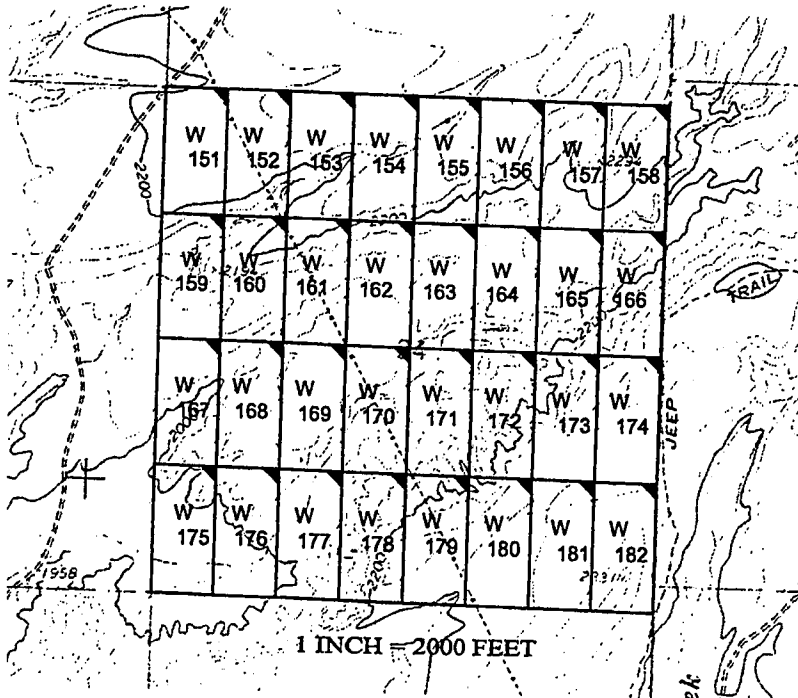 W 151 W 152 W 153 W 154 W 155 W 156 W 157 W 158
2200
W 159 W 160 W 161 W 162 W 163 W 164 W 165 W 166
TRAIL
W 167 W 168 W 169 W 170 W 171 W 172 W 173 W 174
2000
JEEP
W 175 W 176 W 177 W 178 W 179 W 180 W 181 W 182
1958
2200
1 INCH = 2000 FEET